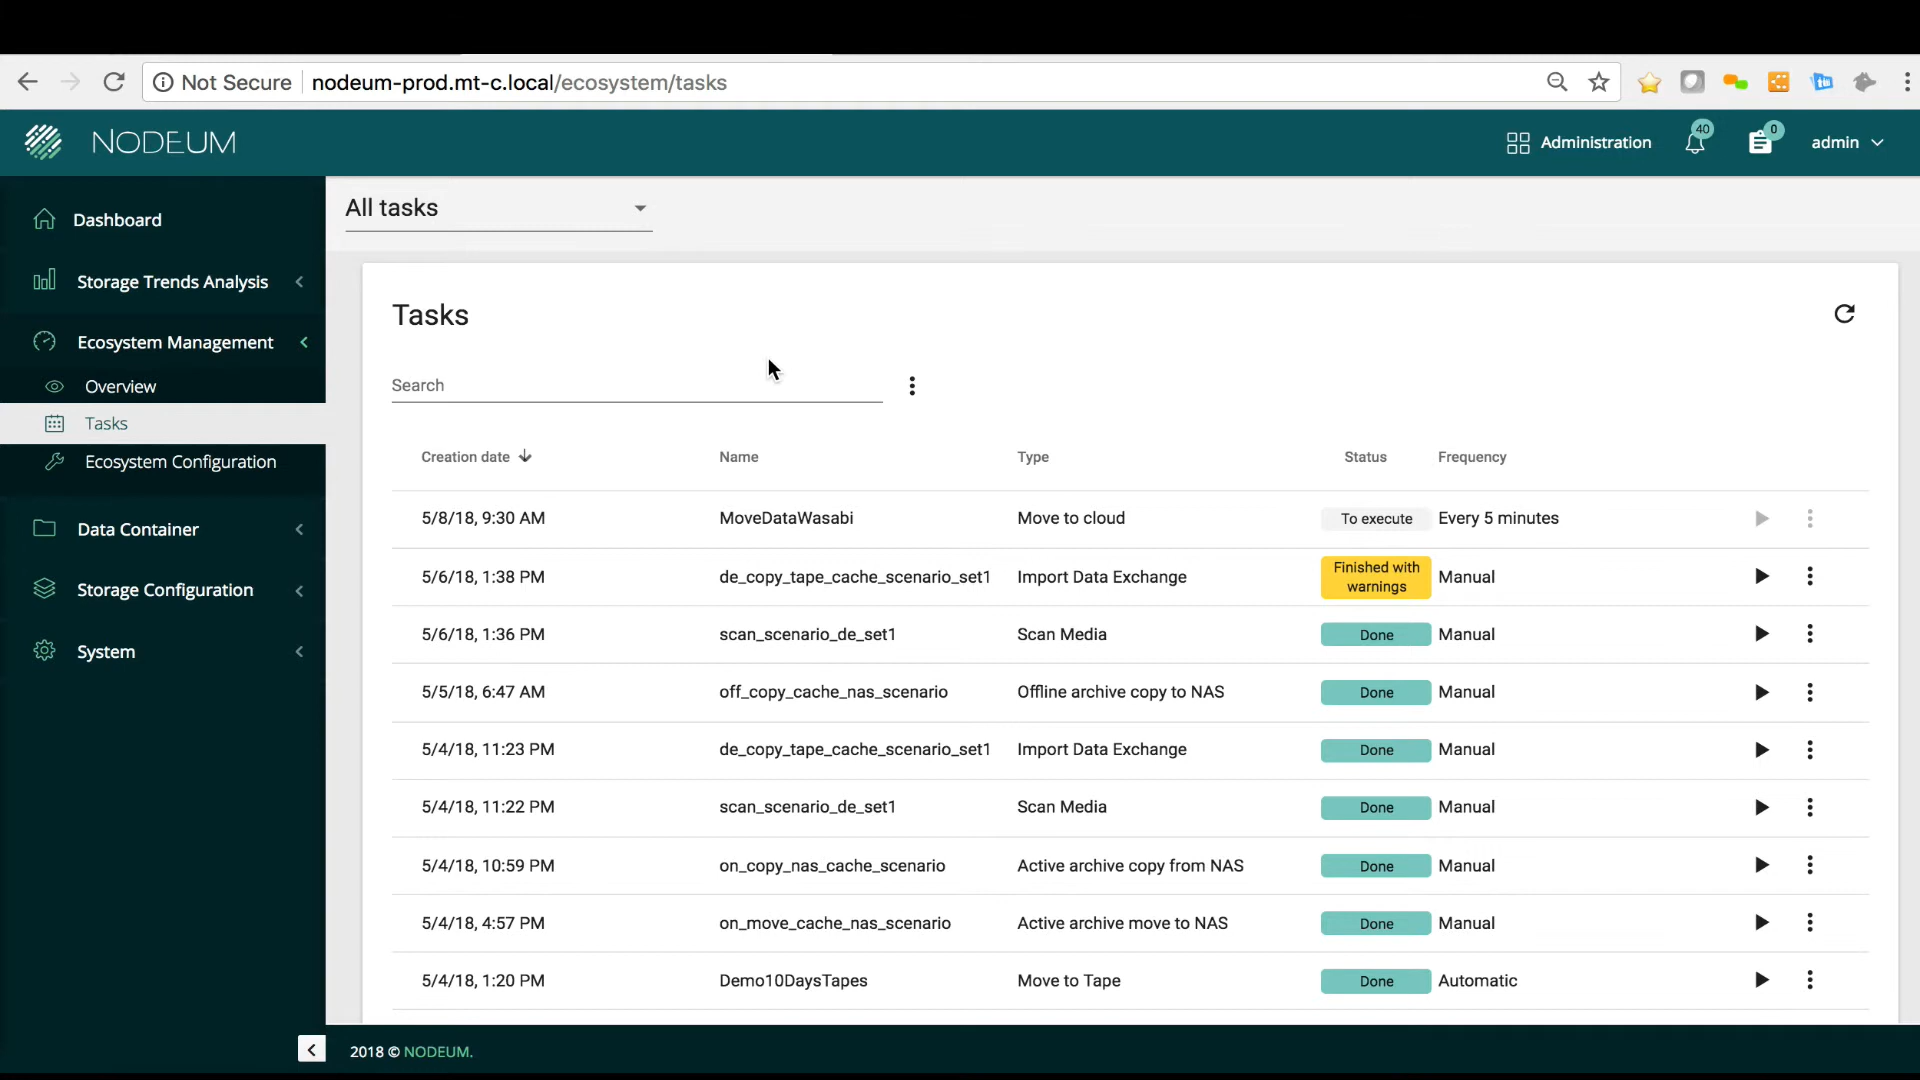 Not Secure nodeum-prod.mt-c.local/ecosystem/tasks
NODEUM
Administration 40 0 admin
Dashboard
Storage Trends Analysis
Ecosystem Management
Overview
Tasks
Ecosystem Configuration
Data Container
Storage Configuration
System
All tasks
Tasks
Search
Creation date Name Type Status Frequency
5/8/18, 9:30 AM MoveDataWasabi Move to cloud To execute Every 5 minutes
5/6/18, 1:38 PM de_copy_tape_cache_scenario_set1 Import Data Exchange Finished with warnings Manual
5/6/18, 1:36 PM scan_scenario_de_set1 Scan Media Done Manual
5/5/18, 6:47 AM off_copy_cache_nas_scenario Offline archive copy to NAS Done Manual
5/4/18, 11:23 PM de_copy_tape_cache_scenario_set1 Import Data Exchange Done Manual
5/4/18, 11:22 PM scan_scenario_de_set1 Scan Media Done Manual
5/4/18, 10:59 PM on_copy_nas_cache_scenario Active archive copy from NAS Done Manual
5/4/18, 4:57 PM on_move_cache_nas_scenario Active archive move to NAS Done Manual
5/4/18, 1:20 PM Demo10DaysTapes Move to Tape Done Automatic
2018 © NODEUM.